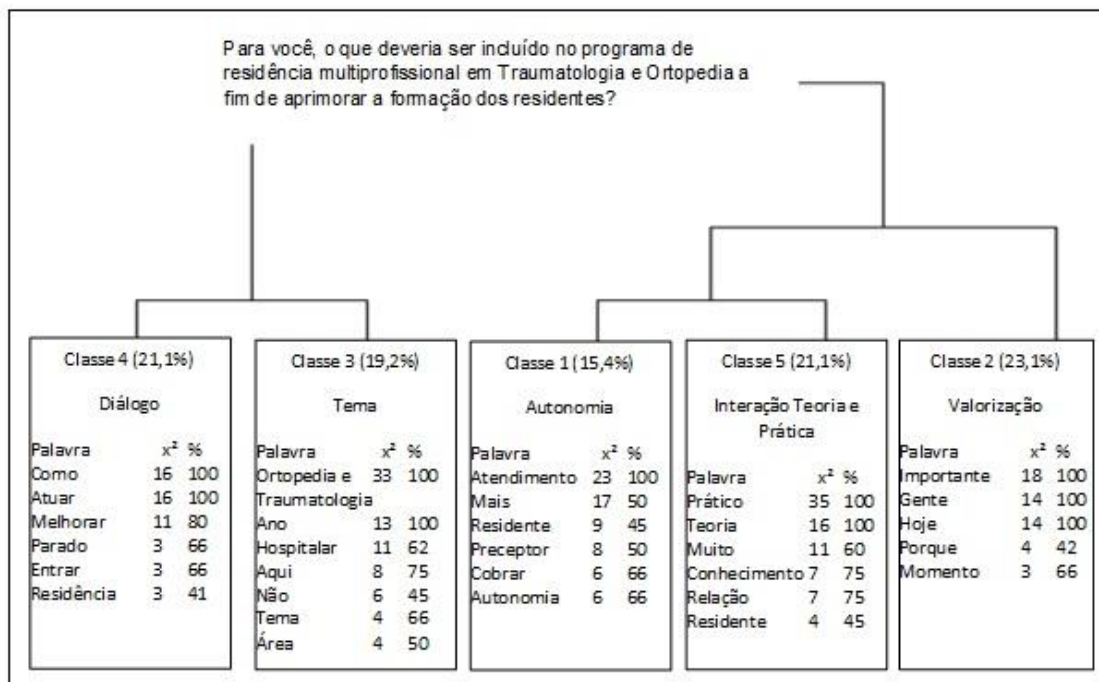 Para você, o que deveria ser incluído no programa de
residência multiprofissional em Traumatologia e Ortopedia a
fim de aprimorar a formação dos residentes?
Classe 4 (21,1%)
Diálogo
Palavra x² %
Como 16 100
Atuar 16 100
Melhorar 11 80
Parado 3 66
Entrar 3 66
Residência 3 41
Classe 3 (19,2%)
Tema
Palavra x² %
Ortopedia e 33 100
Traumatologia
Ano 13 100
Hospitalar 11 62
Aqui 8 75
Não 6 45
Tema 4 66
Área 4 50
Classe 1 (15,4%)
Autonomia
Palavra x² %
Atendimento 23 100
Mais 17 50
Residente 9 45
Preceptor 8 50
Cobrar 6 66
Autonomia 6 66
Classe 5 (21,1%)
Interação Teoria e
Prática
Palavra x² %
Prático 35 100
Teoria 16 100
Muito 11 60
Conhecimento 7 75
Relação 7 75
Residente 4 45
Classe 2 (23,1%)
Valorização
Palavra x² %
Importante 18 100
Gente 14 100
Hoje 14 100
Porque 4 42
Momento 3 66